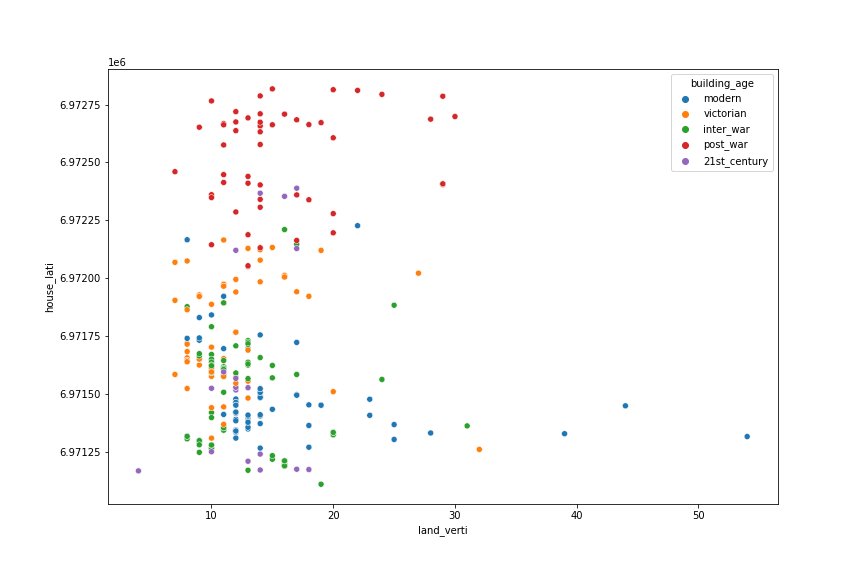 1e6
building_age
modern
victorian
inter_war
post_war
21st_century
6.97275
6.97250
6.97225
6.97200
6.97175
6.97150
6.97125
house_lati
10 20 30 40 50
land_verti